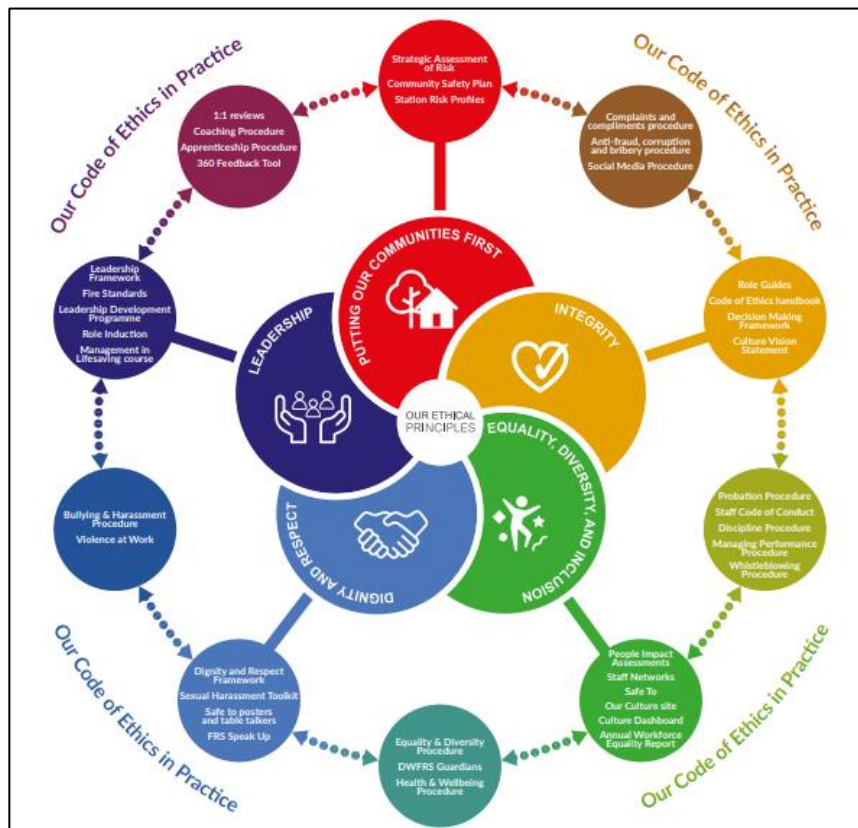 Our Code of Ethics in Practice
Our Code of Ethics in Practice
Strategic Assessment
of Risk
Community Safety Plan
Station Risk Profiles
1:1 reviews
Coaching Procedure
Apprenticeship Procedure
360 Feedback Tool
Complaints and
compliments procedure
Anti-fraud, corruption
and bribery procedure
Social Media Procedure
Leadership
Framework
Fire Standards
Leadership Development
Programme
Role Induction
Management in
Lifesaving course
Role Guides
Code of Ethics handbook
Decision Making
Framework
Culture Vision
Statement
PUTTING OUR COMMUNITIES FIRST
LEADERSHIP
INTEGRITY
OUR ETHICAL
PRINCIPLES
EQUALITY, DIVERSITY, AND INCLUSION
DIGNITY AND RESPECT
Bullying & Harassment
Procedure
Violence at Work
Probation Procedure
Staff Code of Conduct
Discipline Procedure
Managing Performance
Procedure
Whistleblowing
Procedure
Dignity and Respect
Framework
Sexual Harassment Toolkit
Safe to posters
and table talkers
FRS Speak Up
People Impact
Assessments
Staff Networks
Safe To
Our Culture site
Culture Dashboard
Annual Workforce
Equality Report
Equality & Diversity
Procedure
DWFRS Guardians
Health & Wellbeing
Procedure
Our Code of Ethics in Practice
Our Code of Ethics in Practice